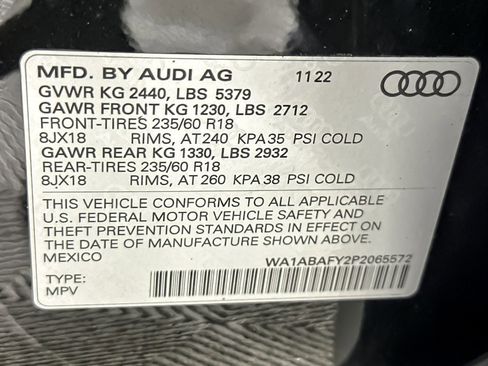 MFD. BY AUDI AG 11 22
GVWR KG 2440, LBS 5379
GAWR FRONT KG 1230, LBS 2712
FRONT-TIRES 235/60 R18
8JX18 RIMS, AT 240 KPA 35 PSI COLD
GAWR REAR KG 1330, LBS 2932
REAR-TIRES 235/60 R18
8JX18 RIMS, AT 260 KPA 38 PSI COLD
THIS VEHICLE CONFORMS TO ALL APPLICABLE
U.S. FEDERAL MOTOR VEHICLE SAFETY AND
THEFT PREVENTION STANDARDS IN EFFECT ON
THE DATE OF MANUFACTURE SHOWN ABOVE.
MEXICO WA1ABAFY2P2065572
TYPE:
MPV